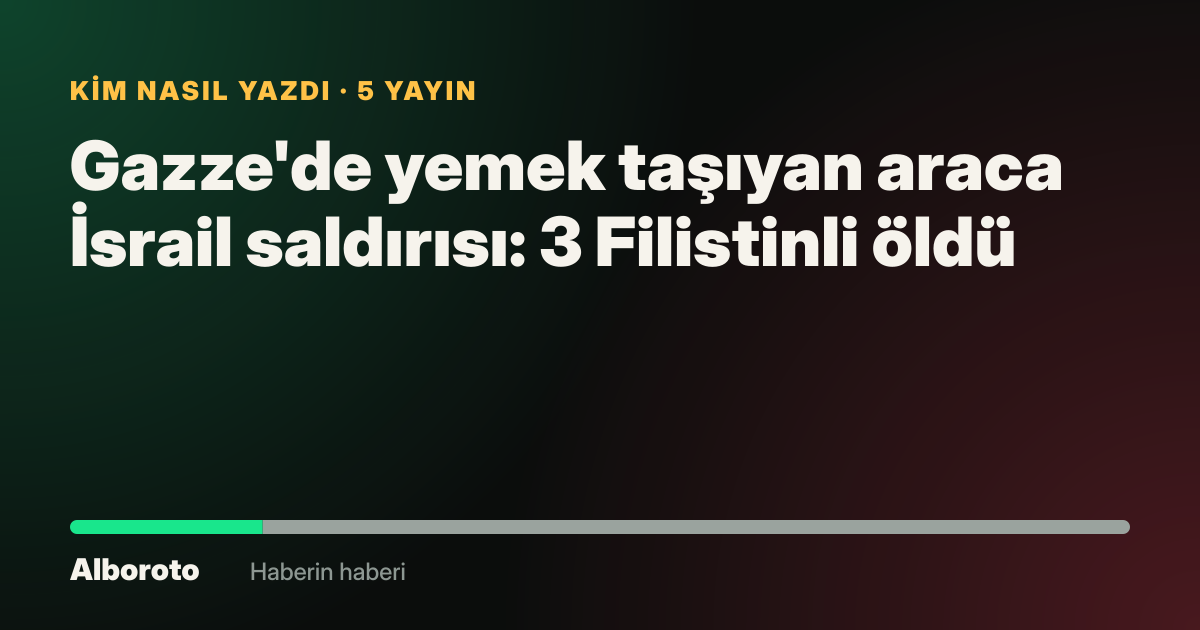 KİM NASIL YAZDI · 5 YAYIN
Gazze'de yemek taşıyan araca
İsrail saldırısı: 3 Filistinli öldü
Alboroto
Haberin haberi